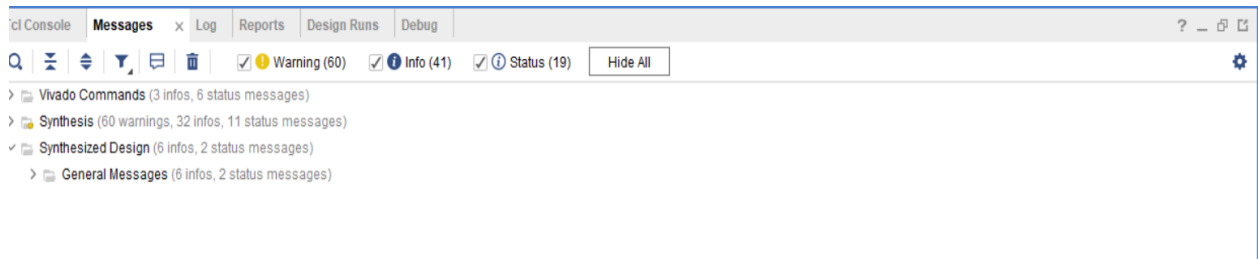 cl Console Messages × Log Reports Design Runs Debug ?
Warning (60) Info (41) Status (19) Hide All
Vivado Commands (3 infos, 6 status messages)
Synthesis (60 warnings, 32 infos, 11 status messages)
Synthesized Design (6 infos, 2 status messages)
General Messages (6 infos, 2 status messages)